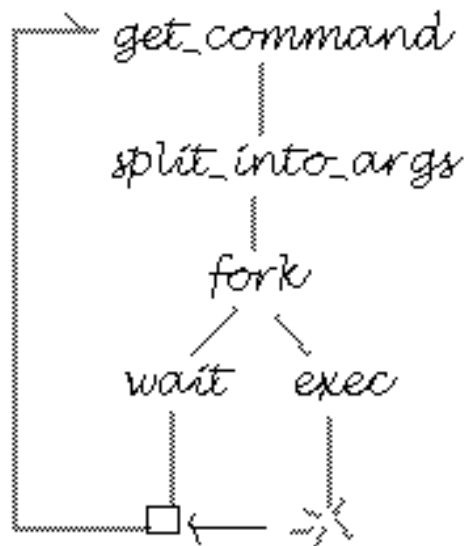 get_command
split_into_args
fork
wait exec